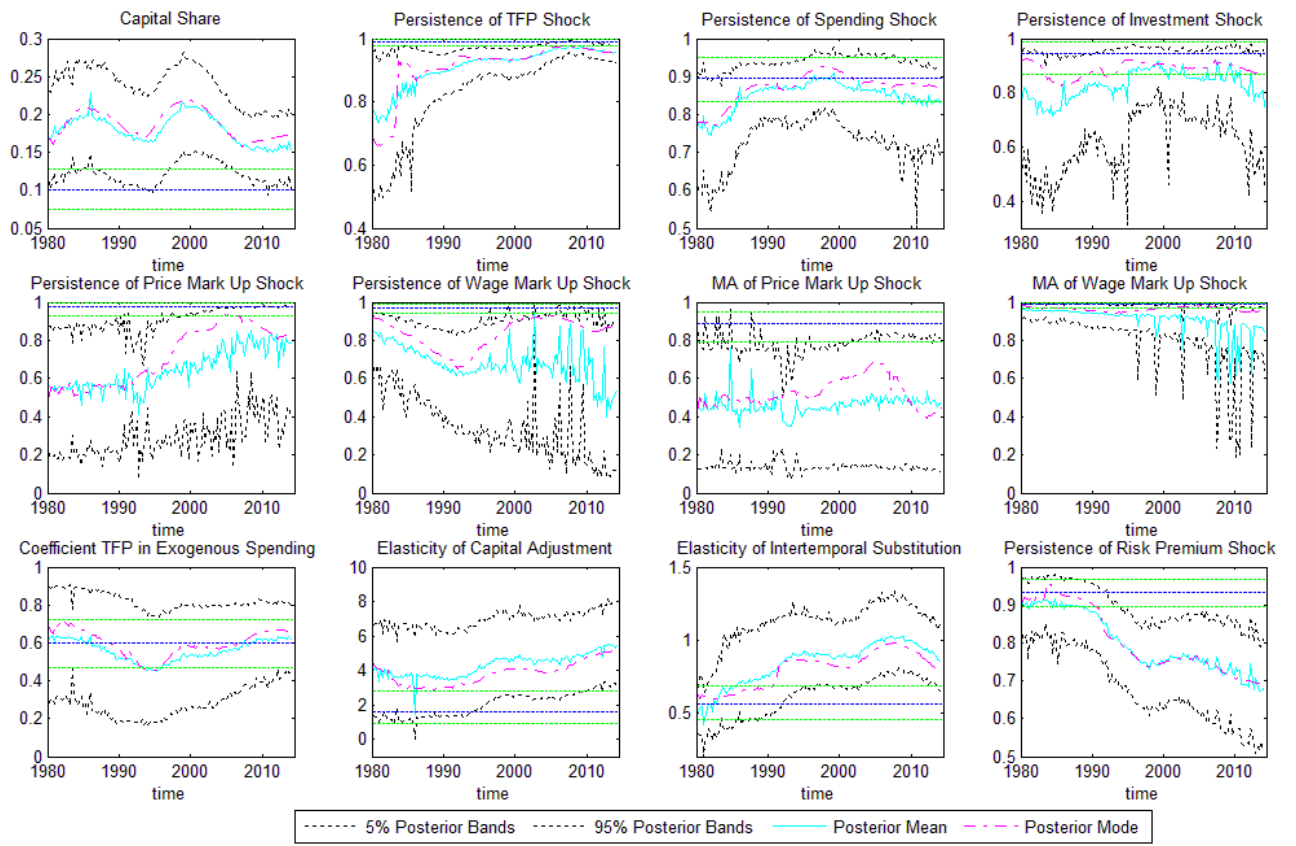 Capital Share
Persistence of TFP Shock
Persistence of Spending Shock
Persistence of Investment Shock
0.3
0.25
0.2
0.15
0.1
0.05
1980 1990 2000 2010
time
1
0.8
0.6
0.4
1980 1990 2000 2010
time
1
0.9
0.8
0.7
0.6
0.5
1980 1990 2000 2010
time
1
0.8
0.6
0.4
1980 1990 2000 2010
time
Persistence of Price Mark Up Shock
Persistence of Wage Mark Up Shock
MA of Price Mark Up Shock
MA of Wage Mark Up Shock
1
0.8
0.6
0.4
0.2
0
1980 1990 2000 2010
time
1
0.8
0.6
0.4
0.2
0
1980 1990 2000 2010
time
1
0.8
0.6
0.4
0.2
0
1980 1990 2000 2010
time
1
0.8
0.6
0.4
0.2
0
1980 1990 2000 2010
time
Coefficient TFP in Exogenous Spending
Elasticity of Capital Adjustment
Elasticity of Intertemporal Substitution
Persistence of Risk Premium Shock
1
0.8
0.6
0.4
0.2
0
1980 1990 2000 2010
time
10
8
6
4
2
0
1980 1990 2000 2010
time
1.5
1
0.5
1980 1990 2000 2010
time
1
0.9
0.8
0.7
0.6
0.5
1980 1990 2000 2010
time
5% Posterior Bands 95% Posterior Bands Posterior Mean Posterior Mode